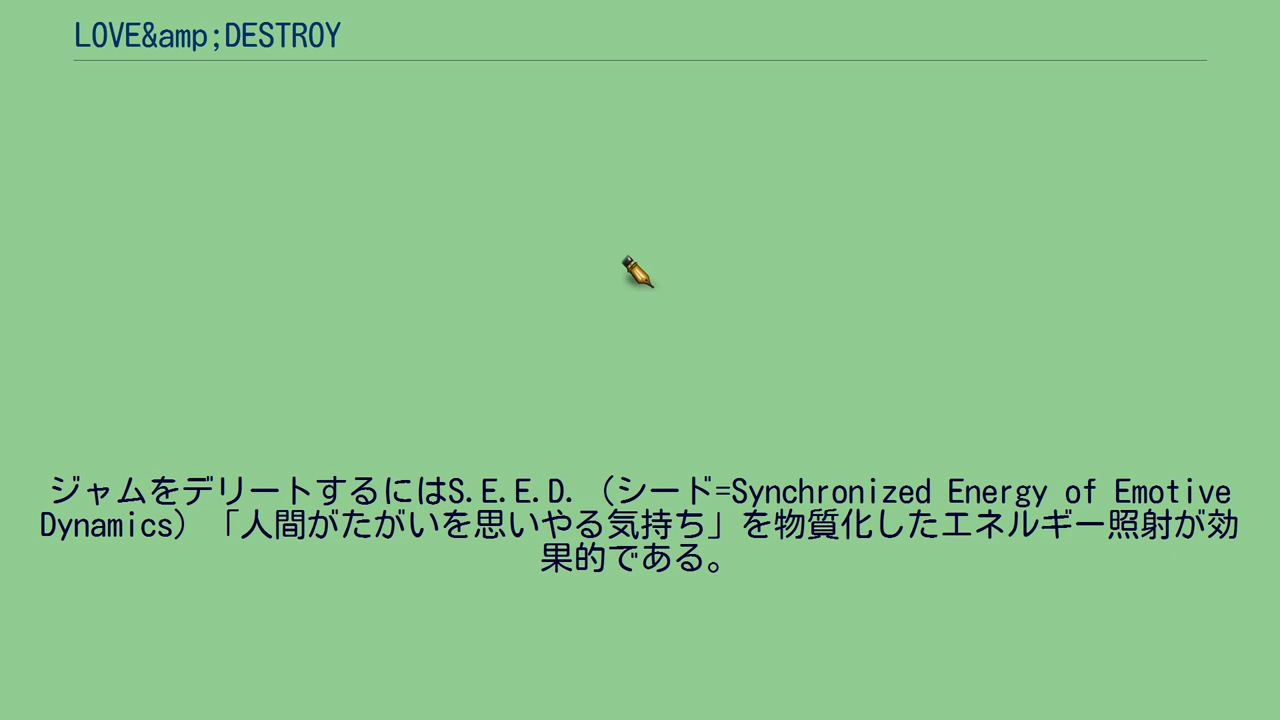 LOVE&amp;DESTROY
ジャムをデリートするにはS.E.E.D.（シード=Synchronized Energy of Emotive
Dynamics）「人間がたがいを思いやる気持ち」を物質化したエネルギー照射が効
果的である。